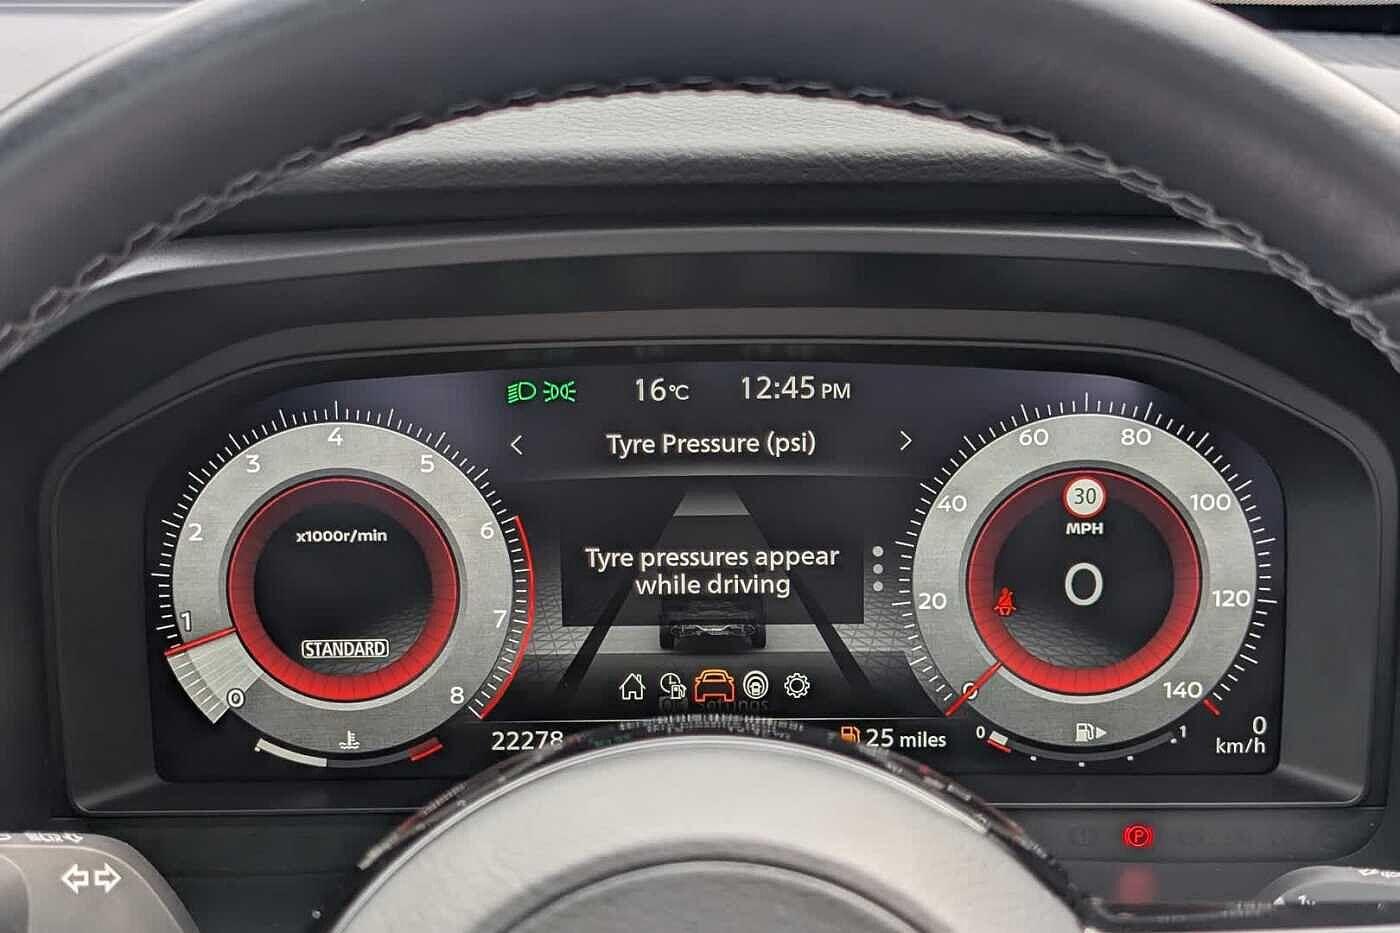 16°C 12:45 PM
Tyre Pressure (psi)
Tyre pressures appear
while driving
x1000r/min
0 1 2 3 4 5 6 7 8
STANDARD
0 20 40 60 80 100 120 140
30
MPH
0
22278
25 miles
0 1
0
km/h
P